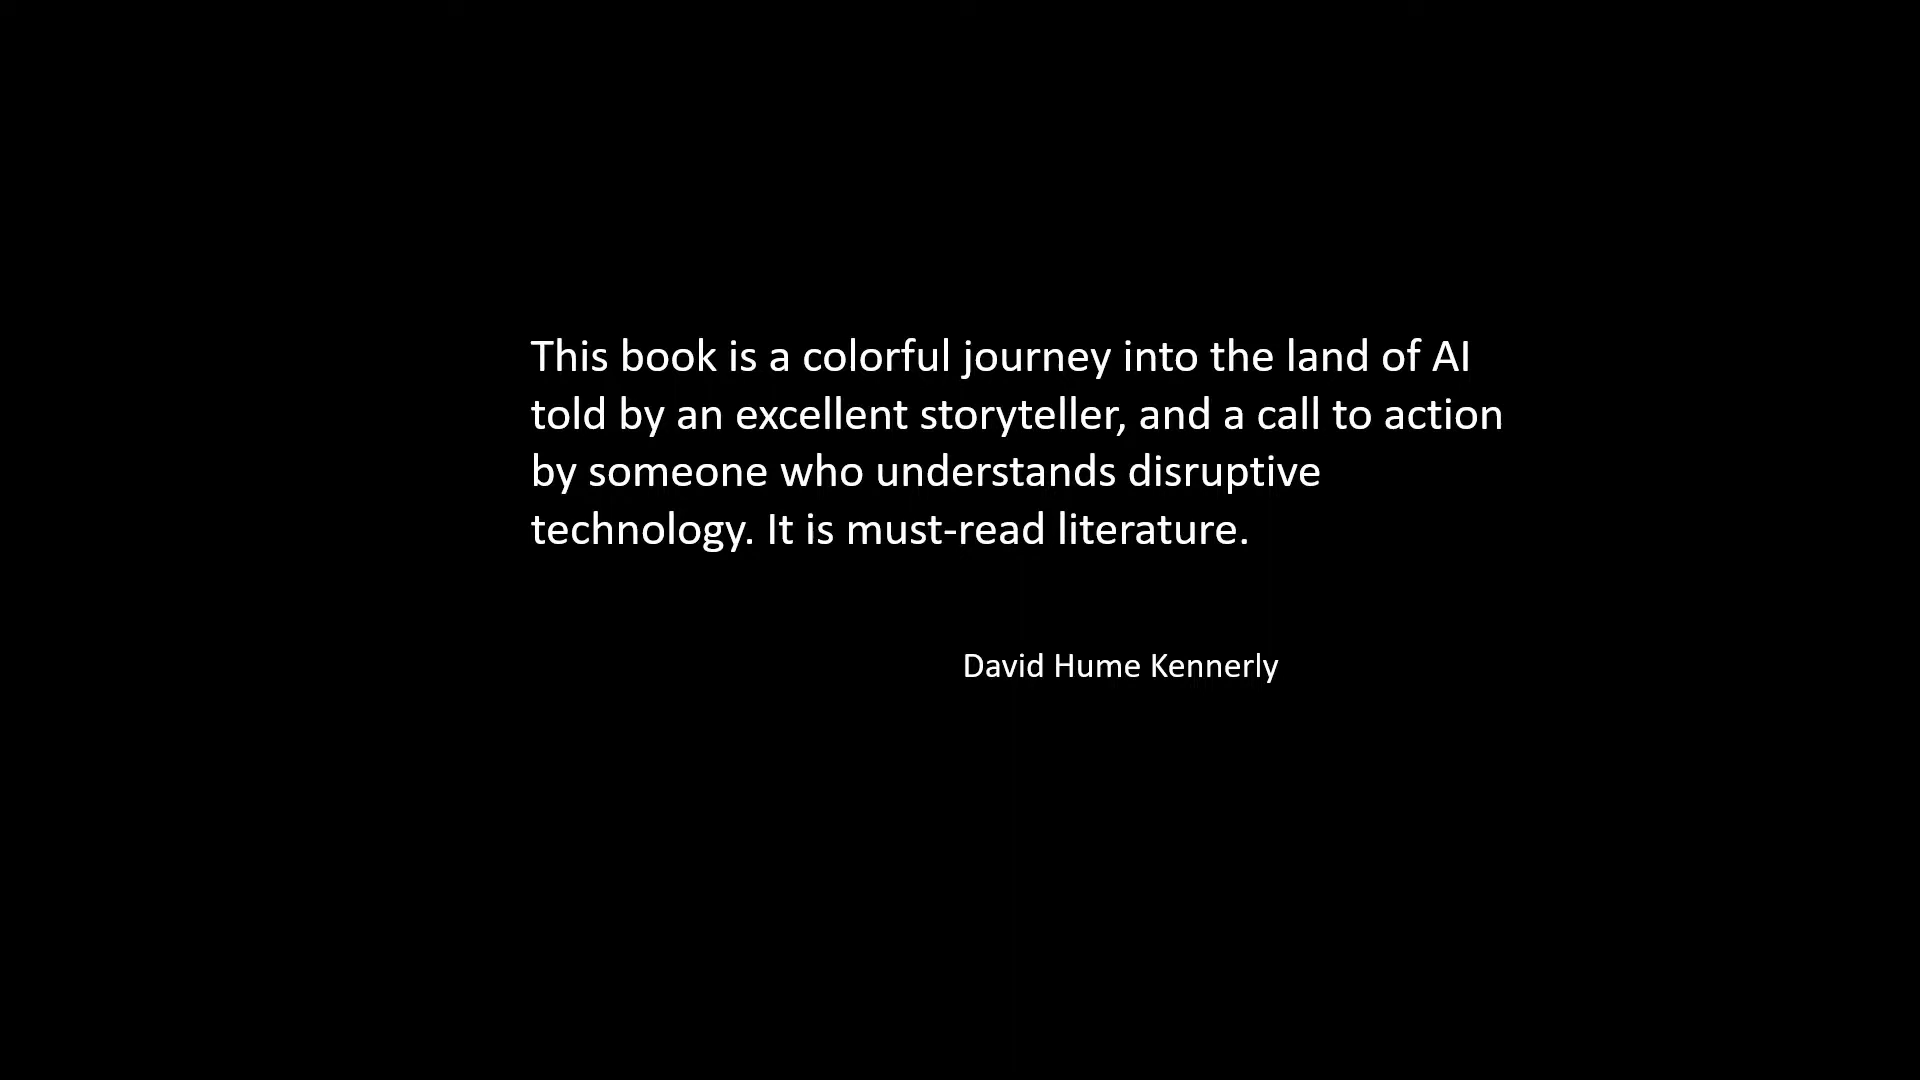 This book is a colorful journey into the land of AI
told by an excellent storyteller, and a call to action
by someone who understands disruptive
technology. It is must-read literature.
David Hume Kennerly